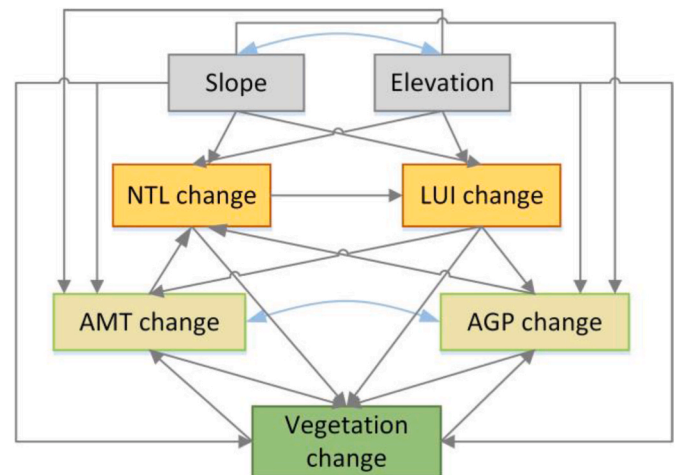 Slope
Elevation
NTL change
LUI change
AMT change
AGP change
Vegetation
change